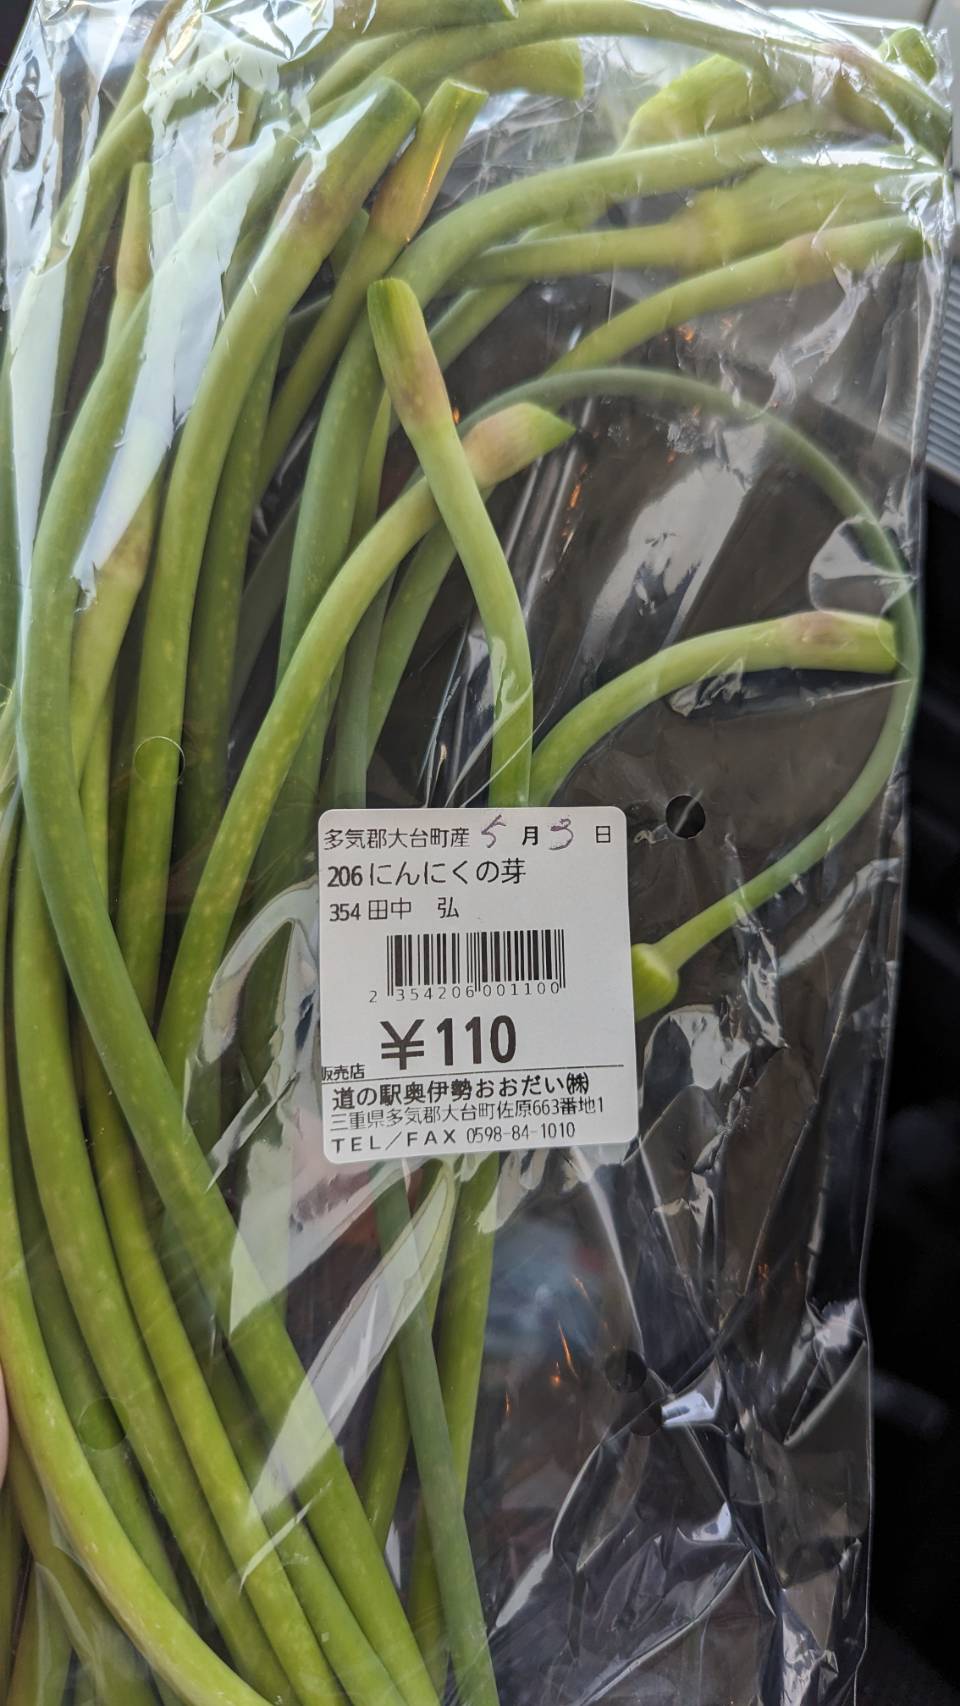 多気郡大台町産 5 月 3 日
206 にんにくの芽
354 田中 弘
2 354206 001100
¥110
販売店
道の駅奥伊勢おおだい㈱
三重県多気郡大台町佐原663番地1
TEL/FAX 0598-84-1010